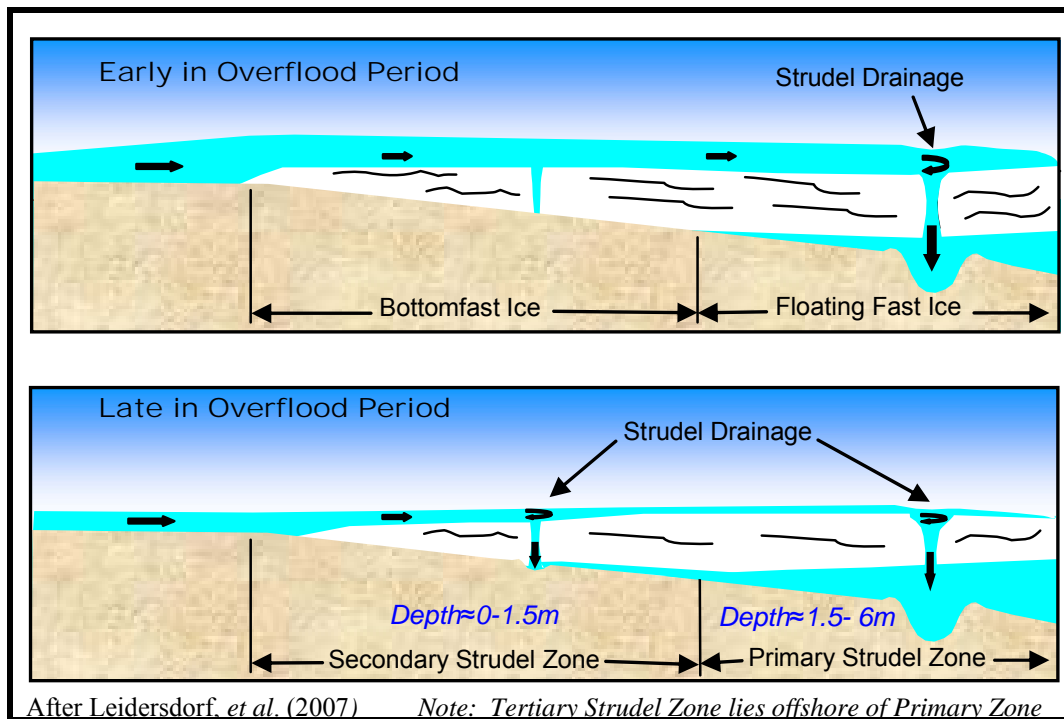 Early in Overflood Period
Strudel Drainage
Bottomfast Ice
Floating Fast Ice
Late in Overflood Period
Strudel Drainage
Depth≈0-1.5m
Depth≈1.5- 6m
Secondary Strudel Zone
Primary Strudel Zone
After Leidersdorf, et al. (2007) Note: Tertiary Strudel Zone lies offshore of Primary Zone